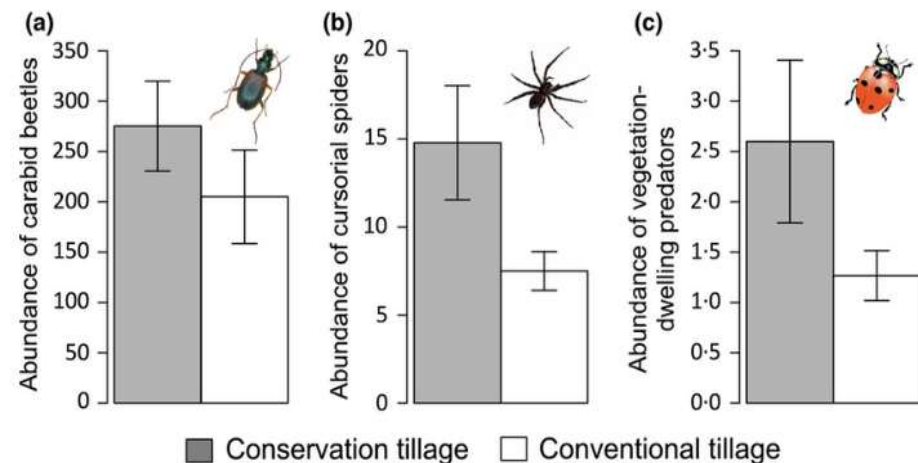 (a)
Abundance of carabid beetles
350
300
250
200
150
100
50
0
(b)
Abundance of cursorial spiders
20
15
10
5
0
(c)
Abundance of vegetation-
dwelling predators
3·5
3·0
2·5
2·0
1·5
1·0
0·5
0·0
Conservation tillage
Conventional tillage